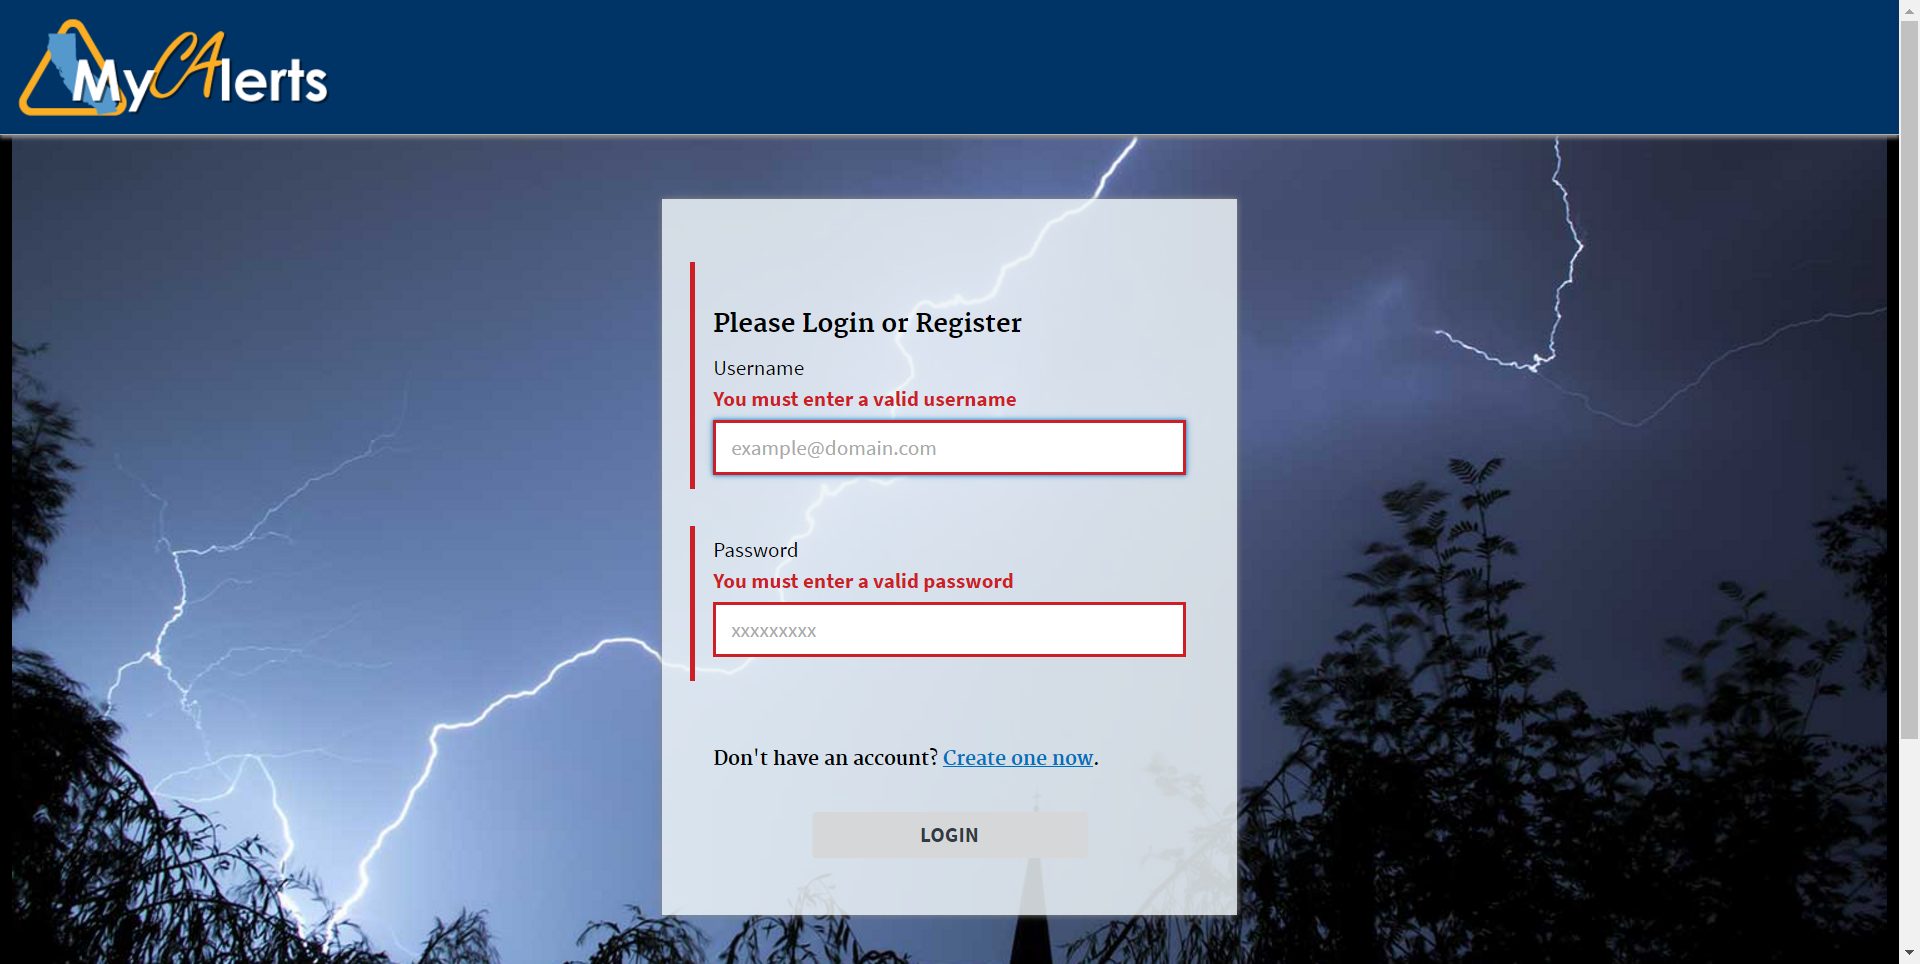 MyCAlerts
Please Login or Register
Username
You must enter a valid username
example@domain.com
Password
You must enter a valid password
xxxxxxxxx
Don't have an account? Create one now.
LOGIN